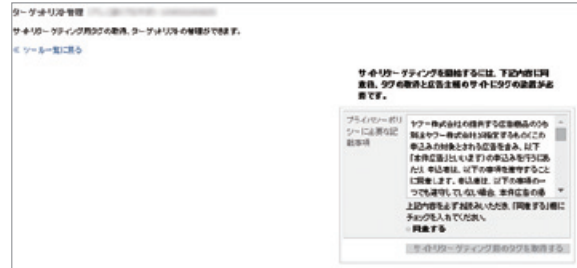 ターゲットリスト管理
サイトリターゲティング用タグの取得、ターゲットリストの管理ができます。
≪ ツール一覧に戻る
サイトリターゲティングを開始するには、下記内容に同
意後、タグの取得と広告主様のサイトにタグの設置が必
要です。
プライバシーポリ
シーに必要な記
載事項
ヤフー株式会社の提供する広告商品のうち
別途ヤフー株式会社が指定するもの(この
申込みの対象とされる広告を含み、以下
「本件広告」といいます)の申込みを行うにあ
たり、申込者は、以下の事項を遵守すること
に同意します。申込者は、以下の事項の一
つでも遵守していない場合、本件広告の掲
上記内容を必ずお読みいただき、「同意する」欄に
チェックを入れてください。
同意する
サイトリターゲティング用のタグを取得する